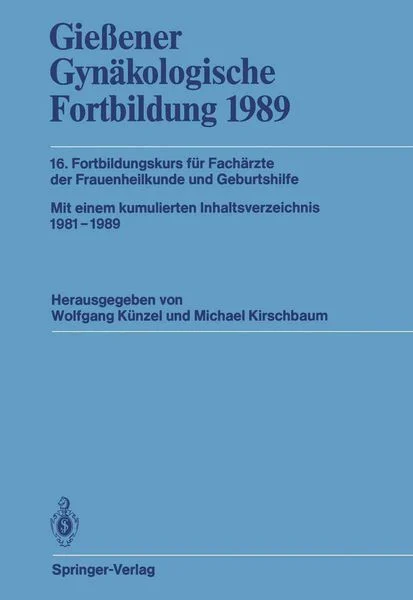 Gießener
Gynäkologische
Fortbildung 1989
16. Fortbildungskurs für Fachärzte
der Frauenheilkunde und Geburtshilfe
Mit einem kumulierten Inhaltsverzeichnis
1981–1989
Herausgegeben von
Wolfgang Künzel und Michael Kirschbaum
Springer-Verlag